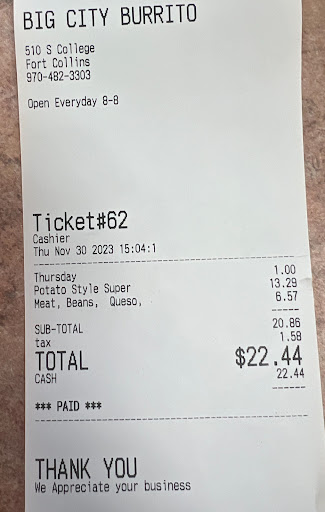 BIG CITY BURRITO
510 S College
Fort Collins
970-482-3303
Open Everyday 8-8
Ticket#62
Cashier
Thu Nov 30 2023 15:04:1
Thursday 1.00
Potato Style Super 13.29
Meat, Beans, Queso, 6.57
SUB-TOTAL 20.86
tax 1.58
TOTAL $22.44
CASH 22.44
*** PAID ***
THANK YOU
We Appreciate your business